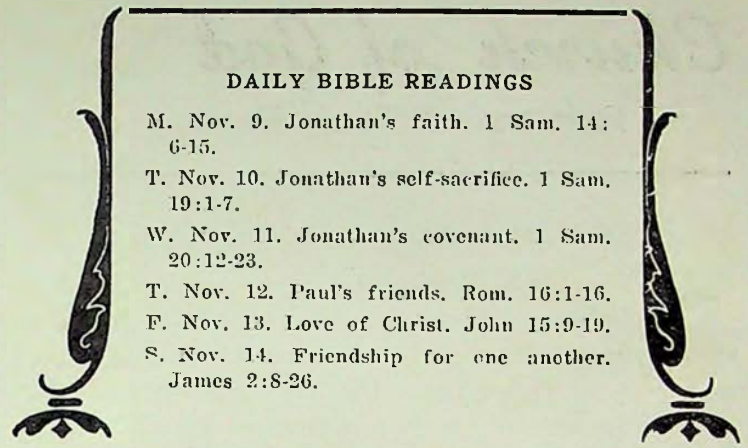 DAILY BIBLE READINGS
M. Nov. 9. Jonathan's faith. 1 Sam. 14:
6-15.
T. Nov. 10. Jonathan's self-sacrifice. 1 Sam.
19:1-7.
W. Nov. 11. Jonathan's covenant. 1 Sam.
20:12-23.
T. Nov. 12. Paul's friends. Rom. 16:1-16.
F. Nov. 13. Love of Christ. John 15:9-19.
S. Nov. 14. Friendship for one another.
James 2:8-26.